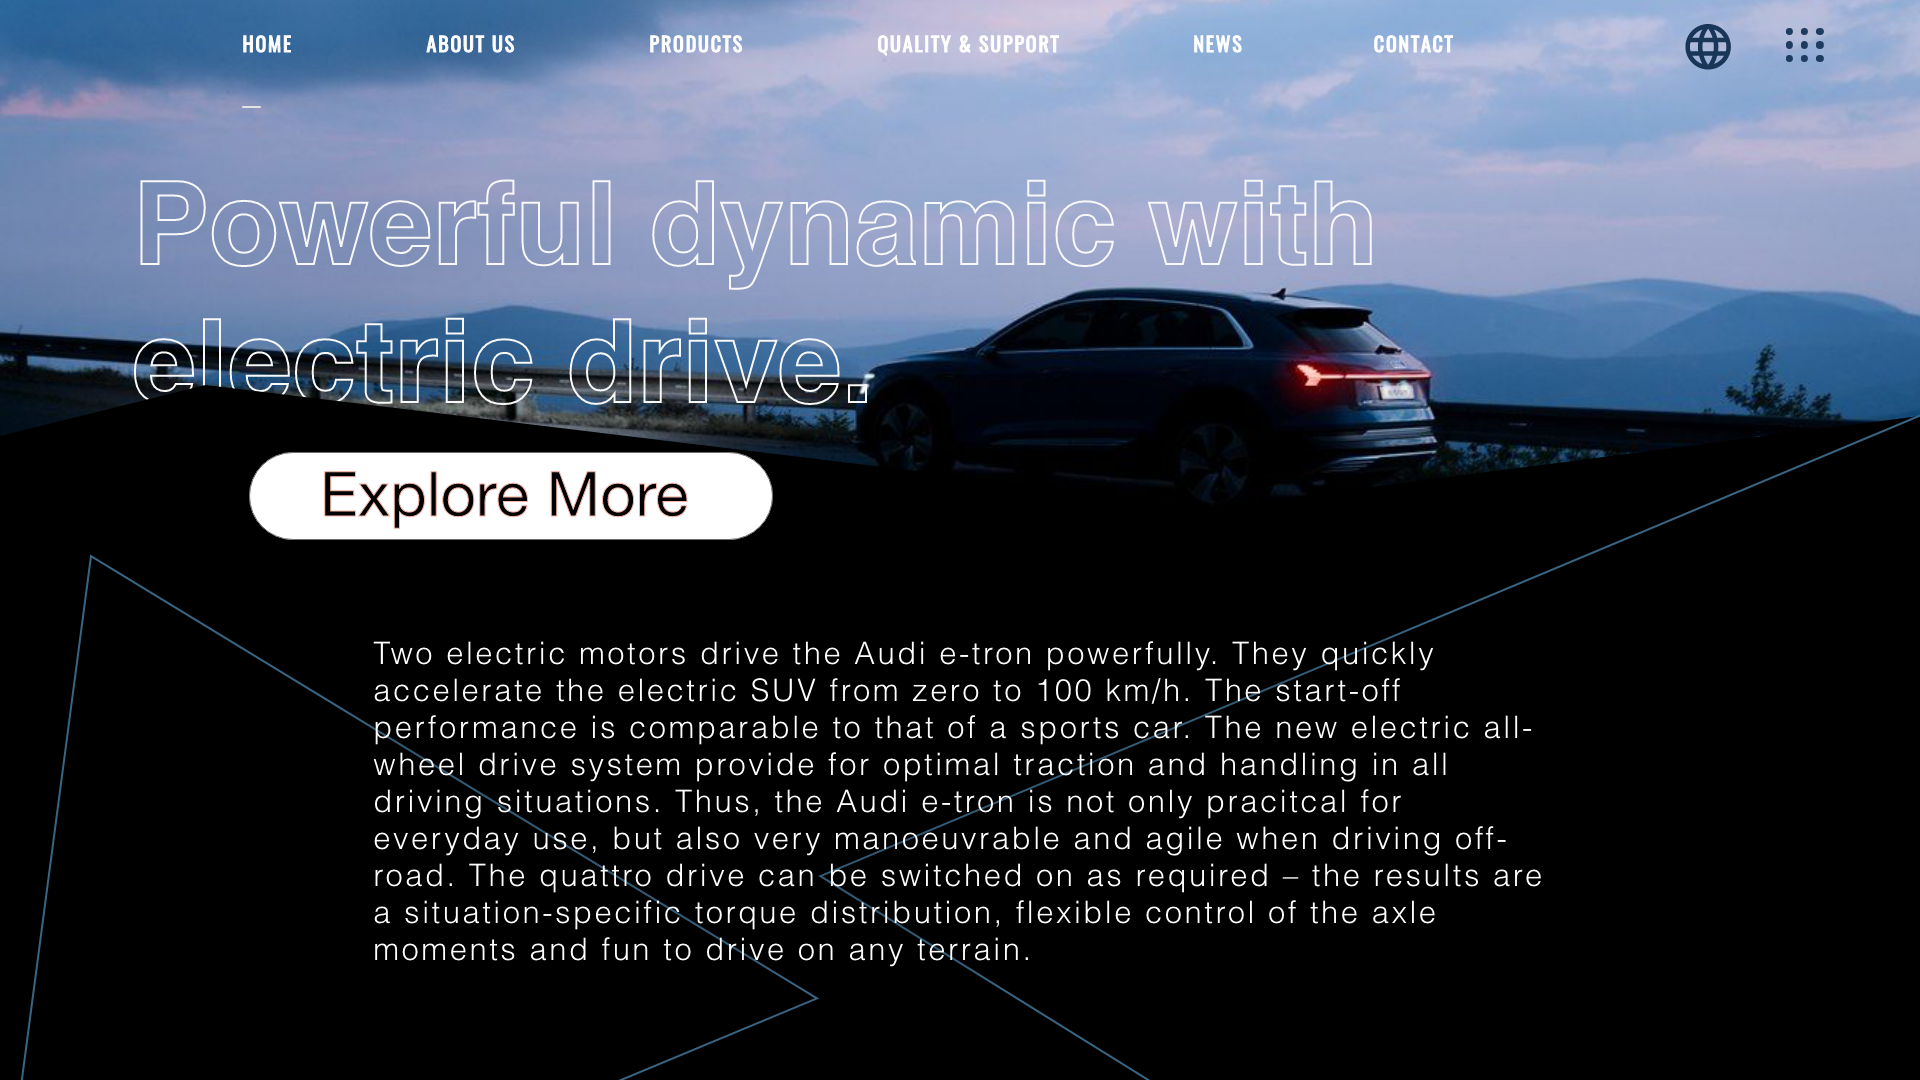 HOME ABOUT US PRODUCTS QUALITY & SUPPORT NEWS CONTACT
Powerful dynamic with
electric drive.
Explore More
Two electric motors drive the Audi e-tron powerfully. They quickly
accelerate the electric SUV from zero to 100 km/h. The start-off
performance is comparable to that of a sports car. The new electric all-
wheel drive system provide for optimal traction and handling in all
driving situations. Thus, the Audi e-tron is not only pracitcal for
everyday use, but also very manoeuvrable and agile when driving off-
road. The quattro drive can be switched on as required – the results are
a situation-specific torque distribution, flexible control of the axle
moments and fun to drive on any terrain.